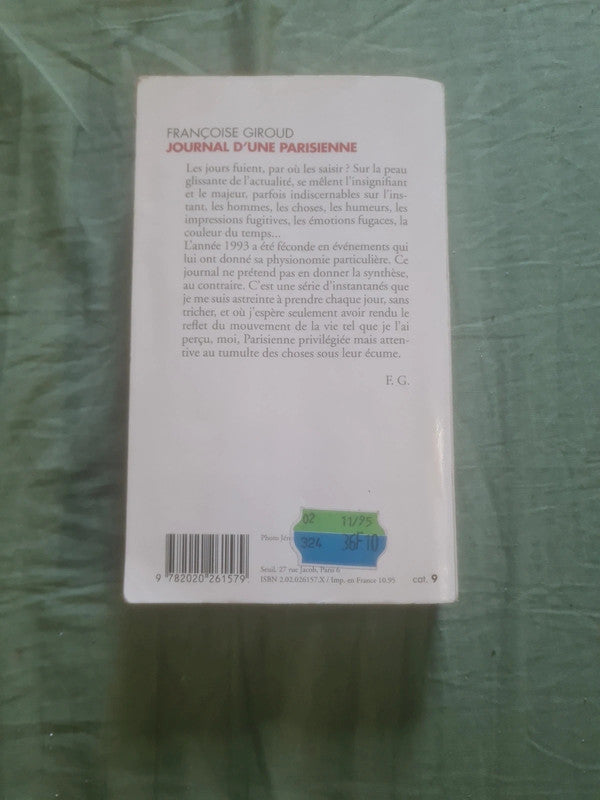 FRANÇOISE GIROUD
JOURNAL D'UNE PARISIENNE
Les jours fuient, par où les saisir ? Sur la peau
glissante de l'actualité, se mêlent l'insignifiant
et le majeur, parfois indiscernables sur l'ins-
tant, les hommes, les choses, les humeurs, les
impressions fugitives, les émotions fugaces, la
couleur du temps...
L'année 1993 a été féconde en événements qui
lui ont donné sa physionomie particulière. Ce
journal ne prétend pas en donner la synthèse,
au contraire. C'est une série d'instantanés que
je me suis astreinte à prendre chaque jour, sans
tricher, et où j'espère seulement avoir rendu le
reflet du mouvement de la vie tel que je l'ai
perçu, moi, Parisienne privilégiée mais atten-
tive au tumulte des choses sous leur écume.
F. G.
02 11/95
324 36F10
Photo
Seuil, 27 rue Jacob, Paris 6
ISBN 2.02.026157.X / Imp. en France 10.95
cat. 9
9 782020 261579